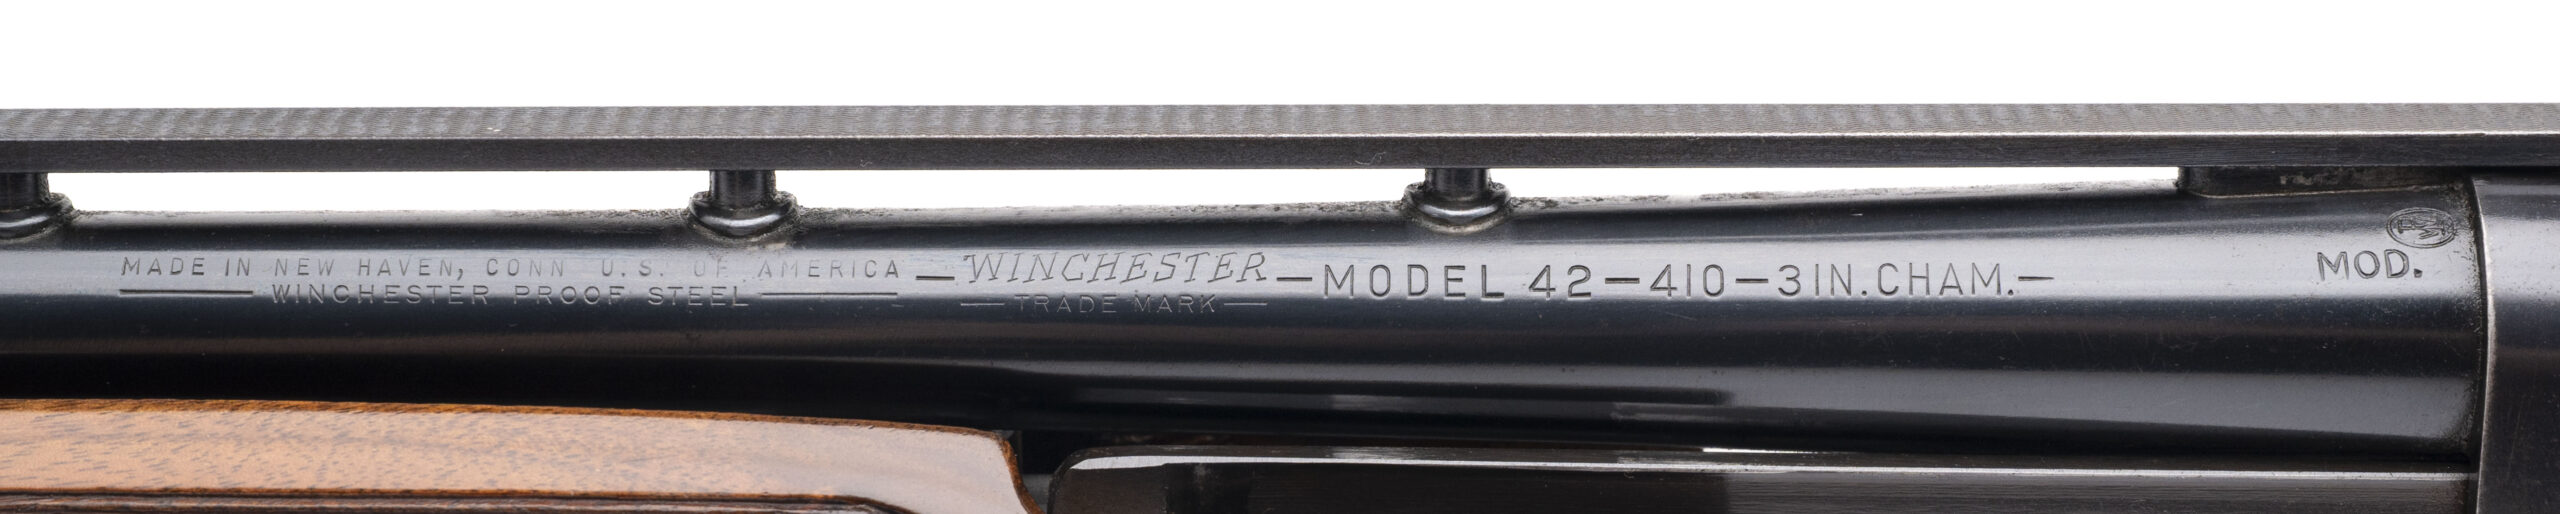 MADE IN NEW HAVEN, CONN U.S. OF AMERICA
WINCHESTER PROOF STEEL
—WINCHESTER—MODEL 42—410—3IN.CHAM.—
—TRADE MARK—
MOD.